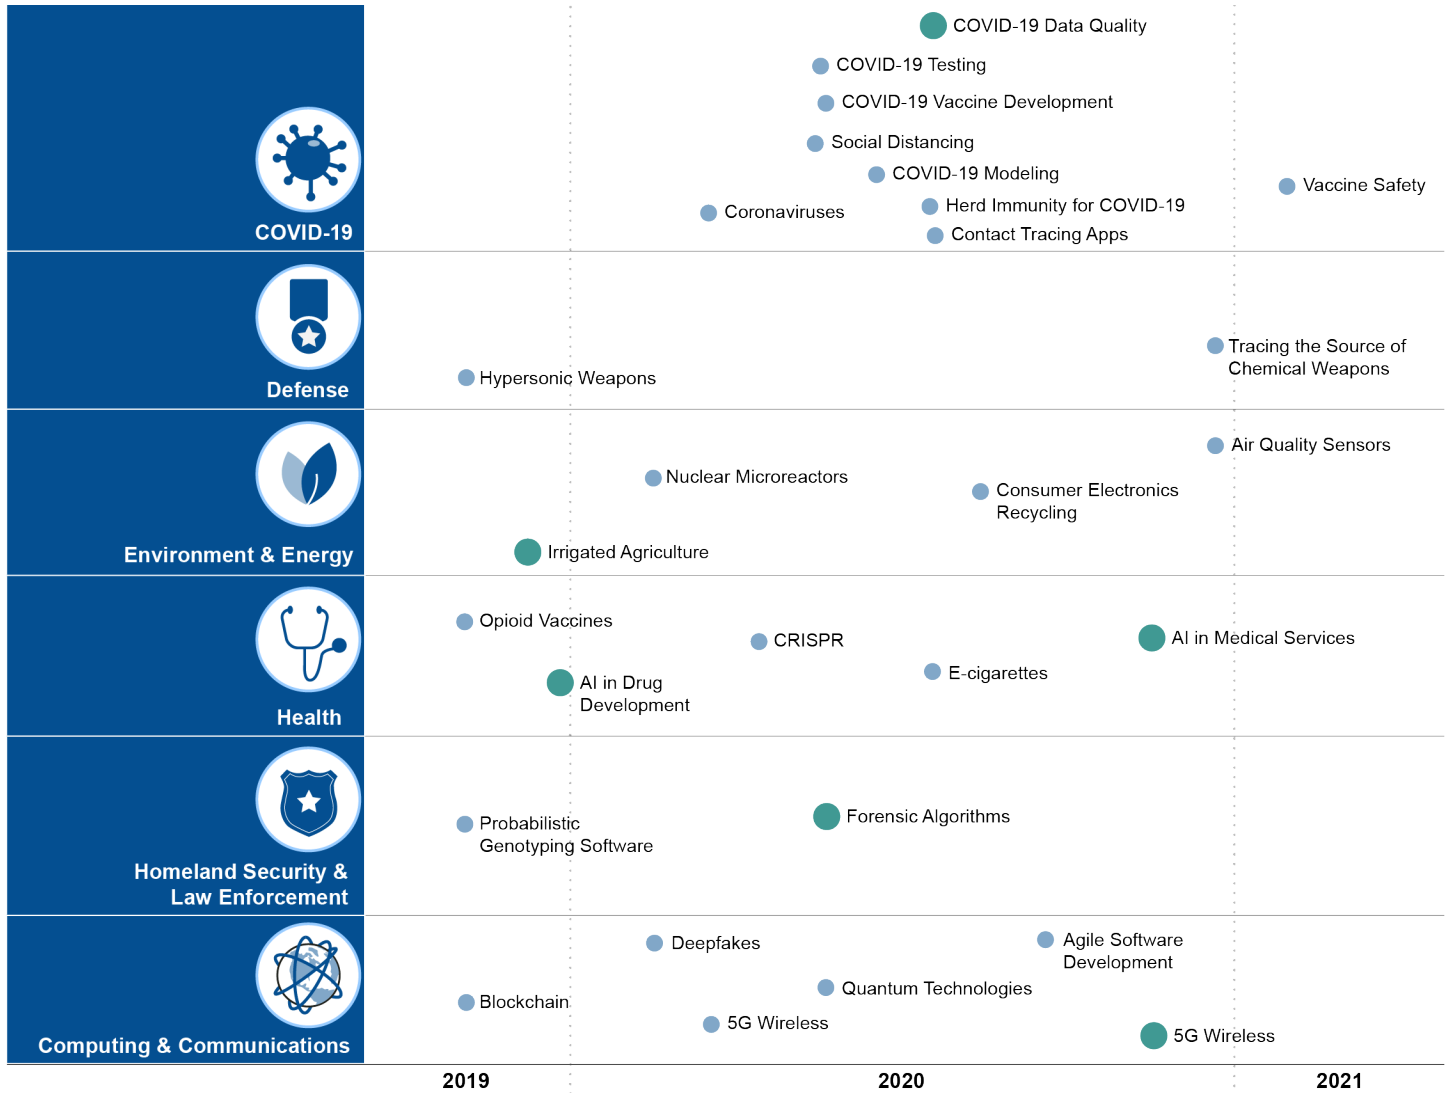 COVID-19 Data Quality
COVID-19 Testing
COVID-19 Vaccine Development
Social Distancing
COVID-19 Modeling
Vaccine Safety
Herd Immunity for COVID-19
Coronaviruses
Contact Tracing Apps
COVID-19
Tracing the Source of
Chemical Weapons
Hypersonic Weapons
Defense
Air Quality Sensors
Nuclear Microreactors
Consumer Electronics
Recycling
Irrigated Agriculture
Environment & Energy
Opioid Vaccines
CRISPR
AI in Medical Services
E-cigarettes
AI in Drug
Development
Health
Forensic Algorithms
Probabilistic
Genotyping Software
Homeland Security &
Law Enforcement
Deepfakes
Agile Software
Development
Quantum Technologies
Blockchain
5G Wireless
5G Wireless
Computing & Communications
2019
2020
2021